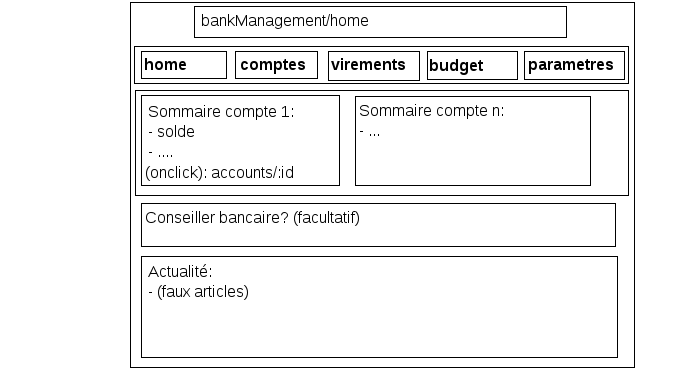 bankManagement/home
home comptes virements budget parametres
Sommaire compte 1:
- solde
- ....
(onclick): accounts/:id
Sommaire compte n:
- ...
Conseiller bancaire? (facultatif)
Actualité:
- (faux articles)